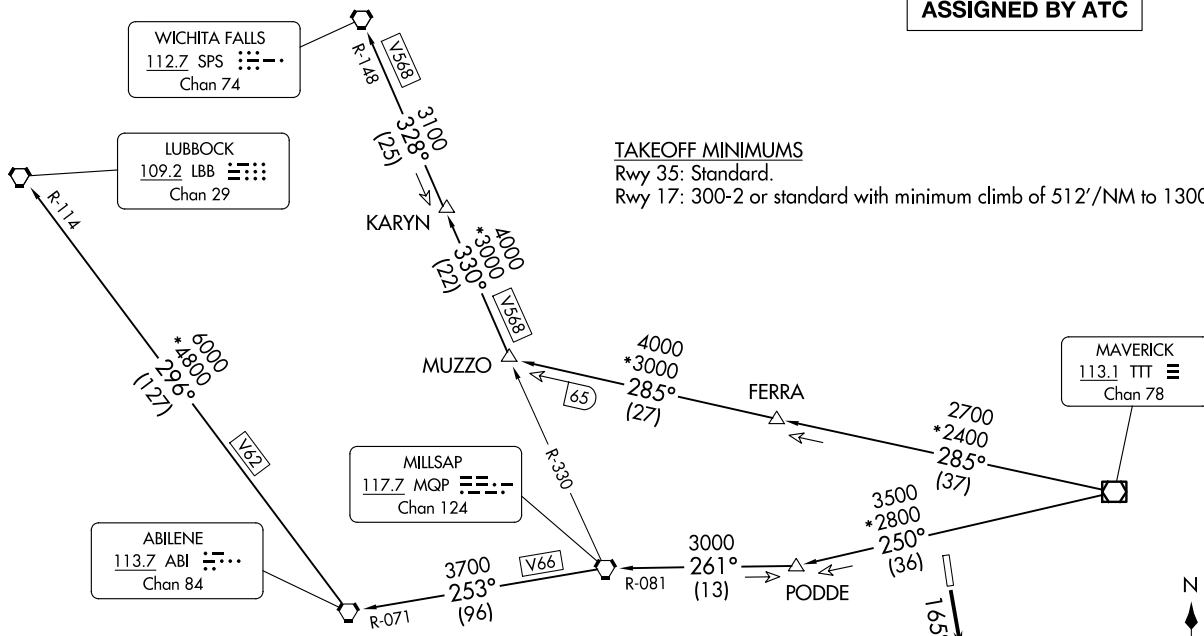 ASSIGNED BY ATC
WICHITA FALLS
112.7 SPS
Chan 74
R-148
V568
3100
328°
(25)
LUBBOCK
109.2 LBB
Chan 29
R-114
TAKEOFF MINIMUMS
Rwy 35: Standard.
Rwy 17: 300-2 or standard with minimum climb of 512'/NM to 1300
KARYN
4000
*3000
330°
(22)
V568
MUZZO
6000
*4800
296°
(127)
V62
4000
*3000
285°
(27)
65
FERRA
MAVERICK
113.1 TTT
Chan 78
2700
*2400
285°
(37)
R-330
MILLSAP
117.7 MQP
Chan 124
3500
*2800
250°
(36)
ABILENE
113.7 ABI
Chan 84
R-071
3700
253°
(96)
V66
R-081
3000
261°
(13)
PODDE
165°
N